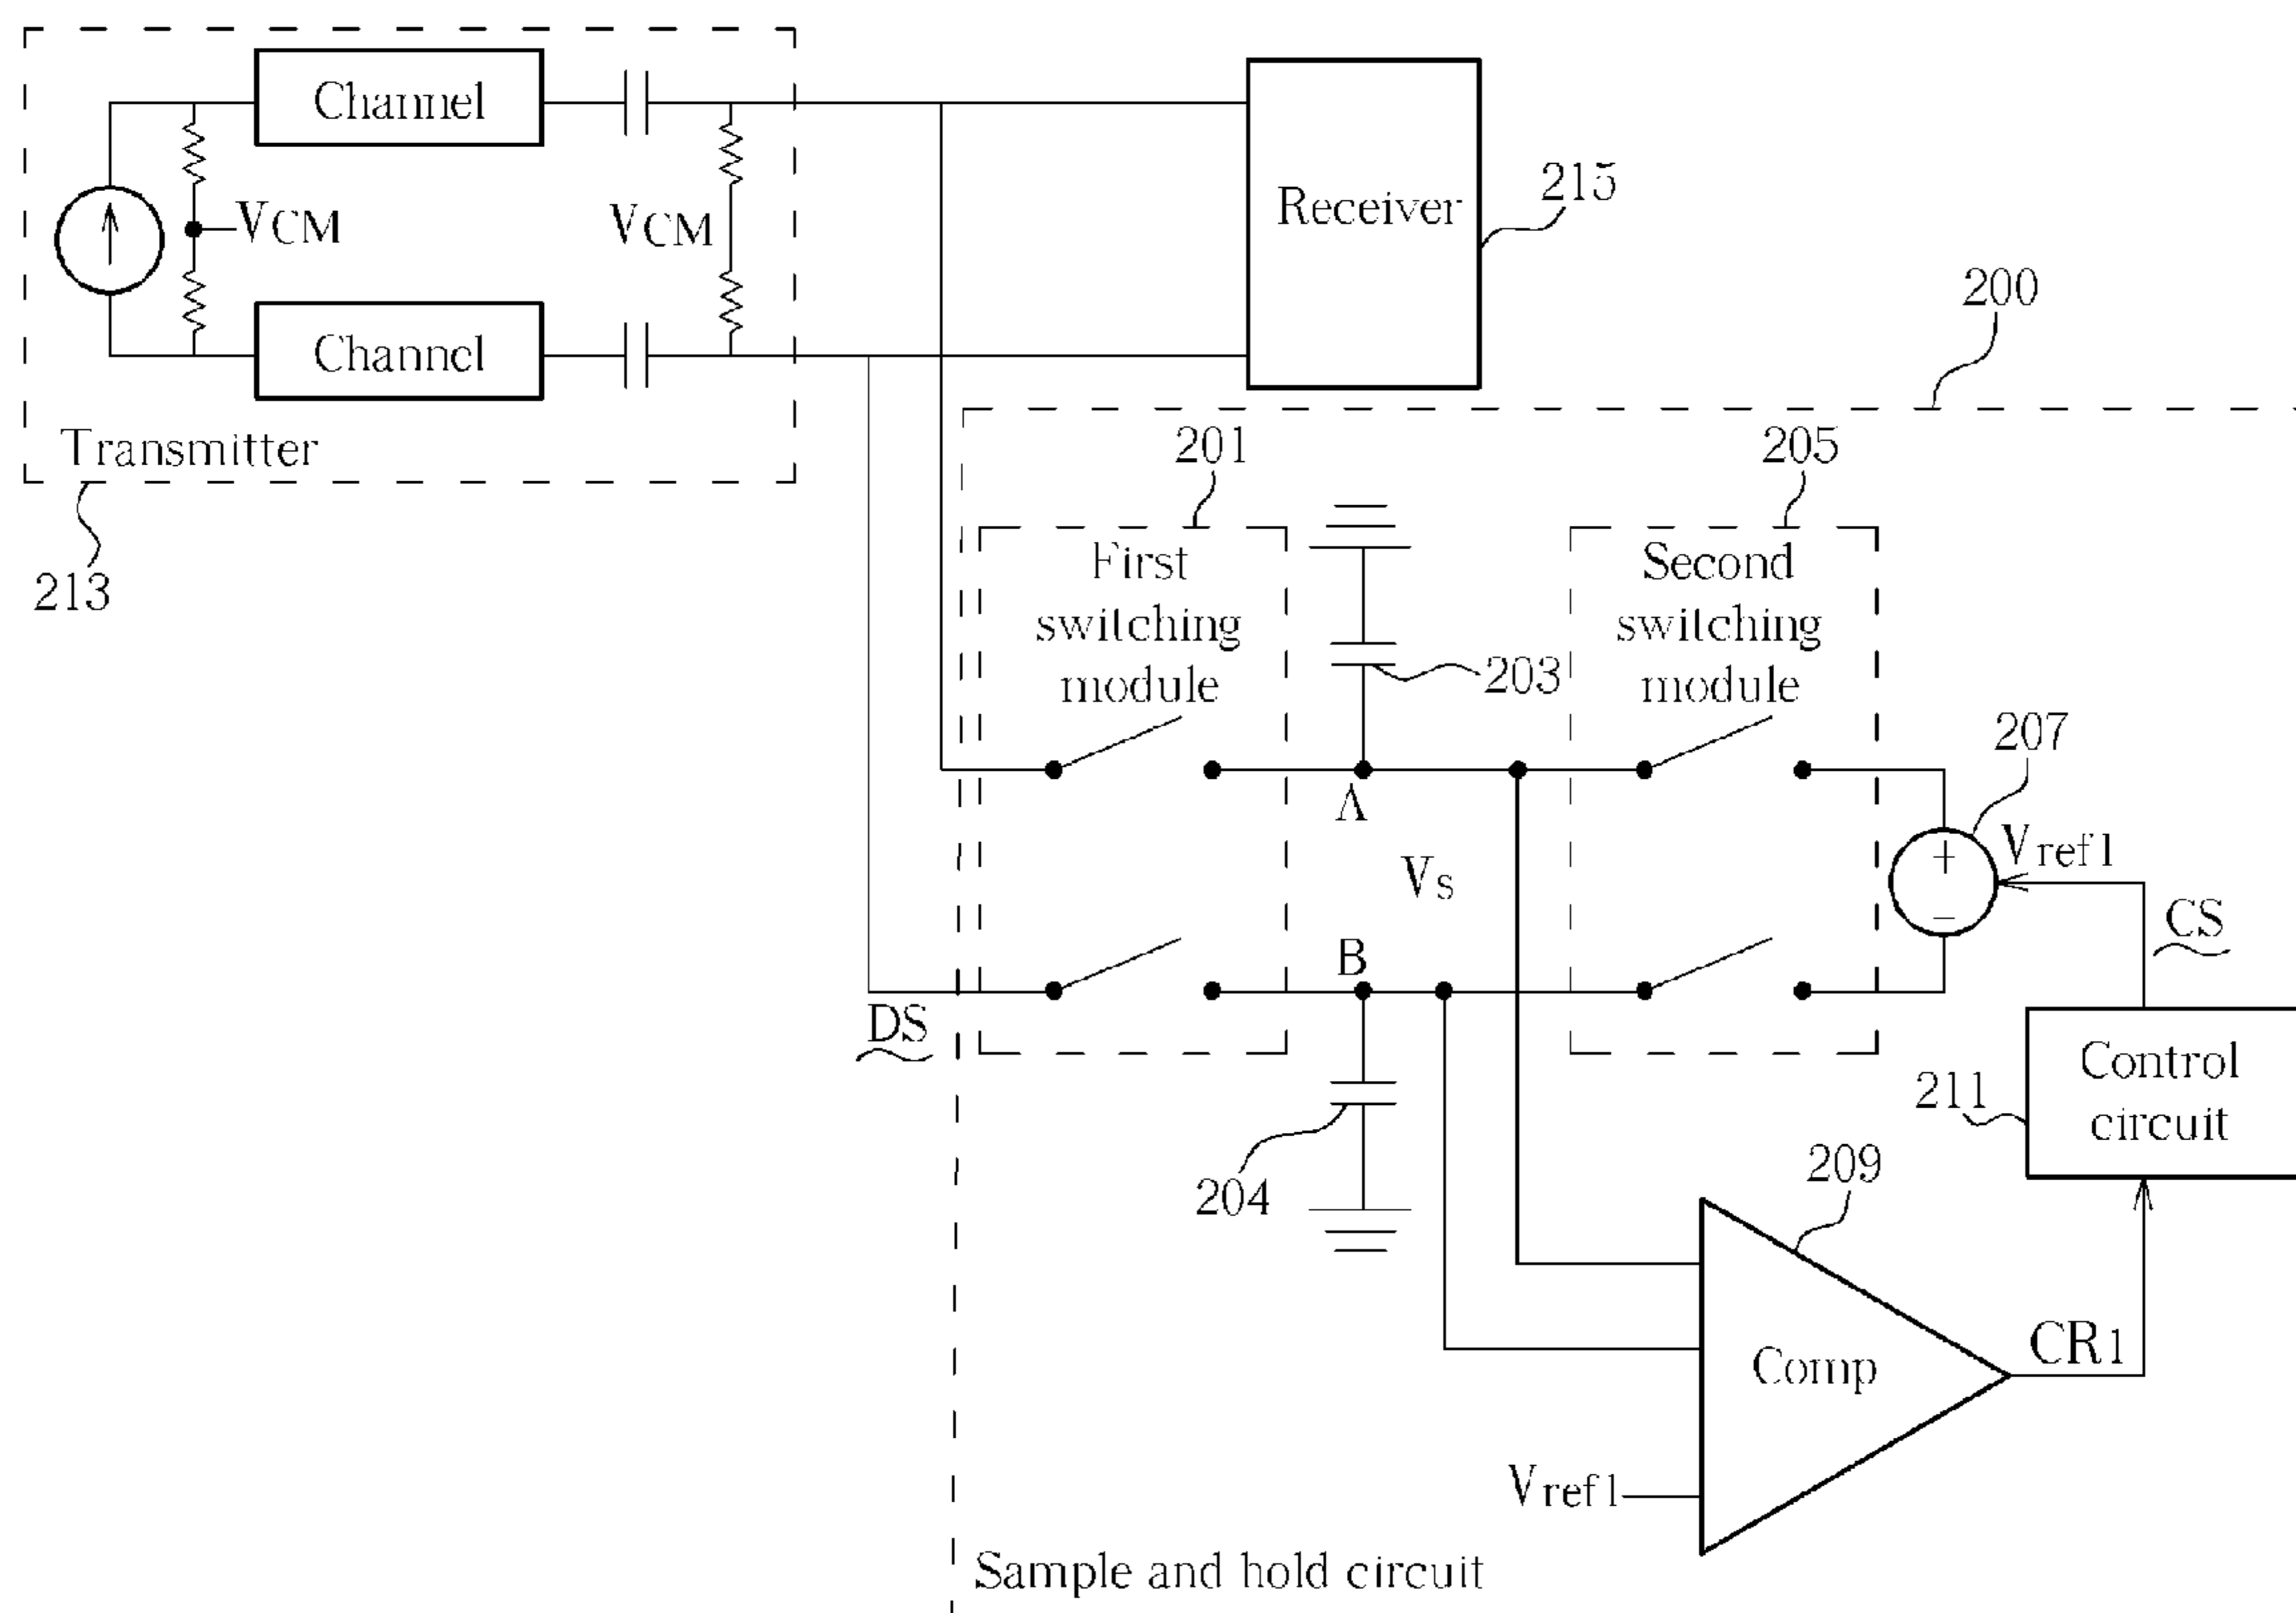 Channel
Receiver
215
VCM
VCM
200
Channel
Transmitter
213
201
205
First
switching
module
203
Second
switching
module
207
A
Vref1
Vs
CS
B
DS
Control
circuit
211
204
209
CR1
Comp
Vref1
Sample and hold circuit